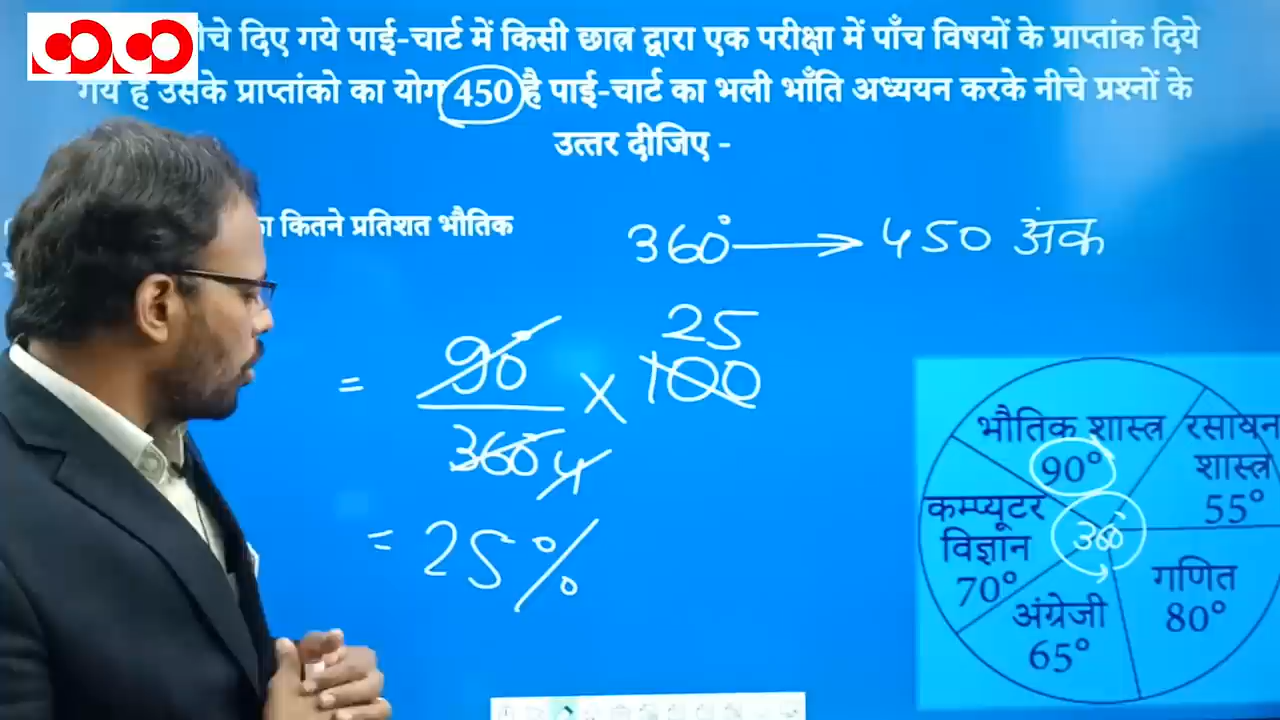 दिए गये पाई-चार्ट में किसी छात्र द्वारा एक परीक्षा में पाँच विषयों के प्राप्तांक दिये
गये हैं उसके प्राप्तांको का योग 450 है पाई-चार्ट का भली भाँति अध्ययन करके नीचे प्रश्नों के
उत्तर दीजिए -
कितने प्रतिशत भौतिक
360° → 450 अंक
= 90/360 4 × 100 25
= 25%
भौतिक शास्त्र
90°
रसायन
शास्त्र
55°
कम्प्यूटर
विज्ञान
70°
360
गणित
80°
अंग्रेजी
65°